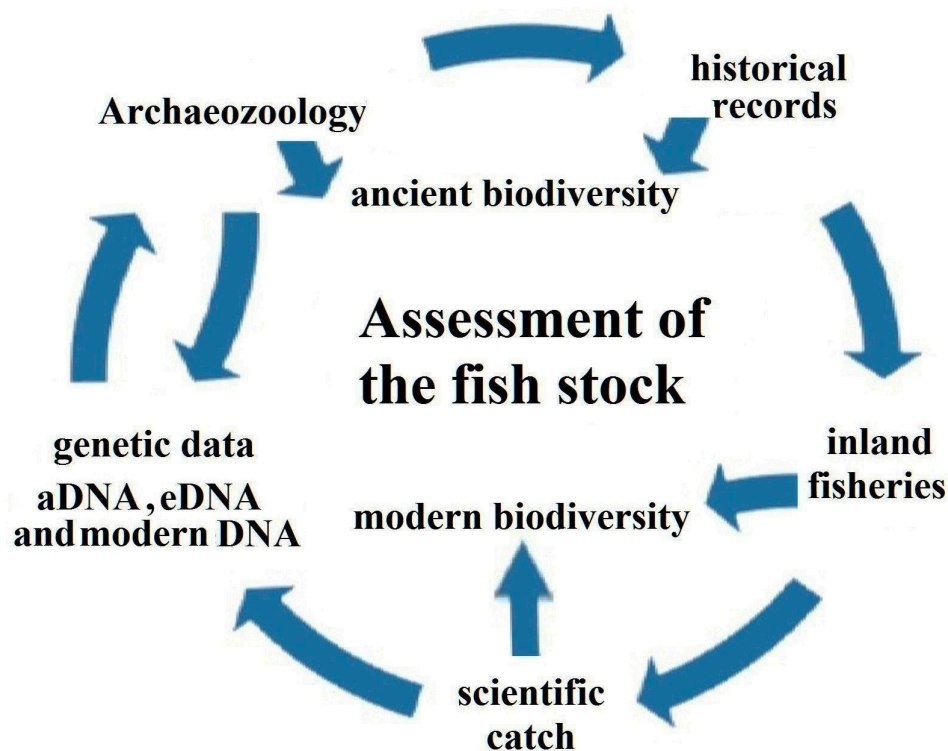 historical
records
Archaeozoology
ancient biodiversity
Assessment of
the fish stock
genetic data
aDNA, eDNA
and modern DNA
inland
fisheries
modern biodiversity
scientific
catch